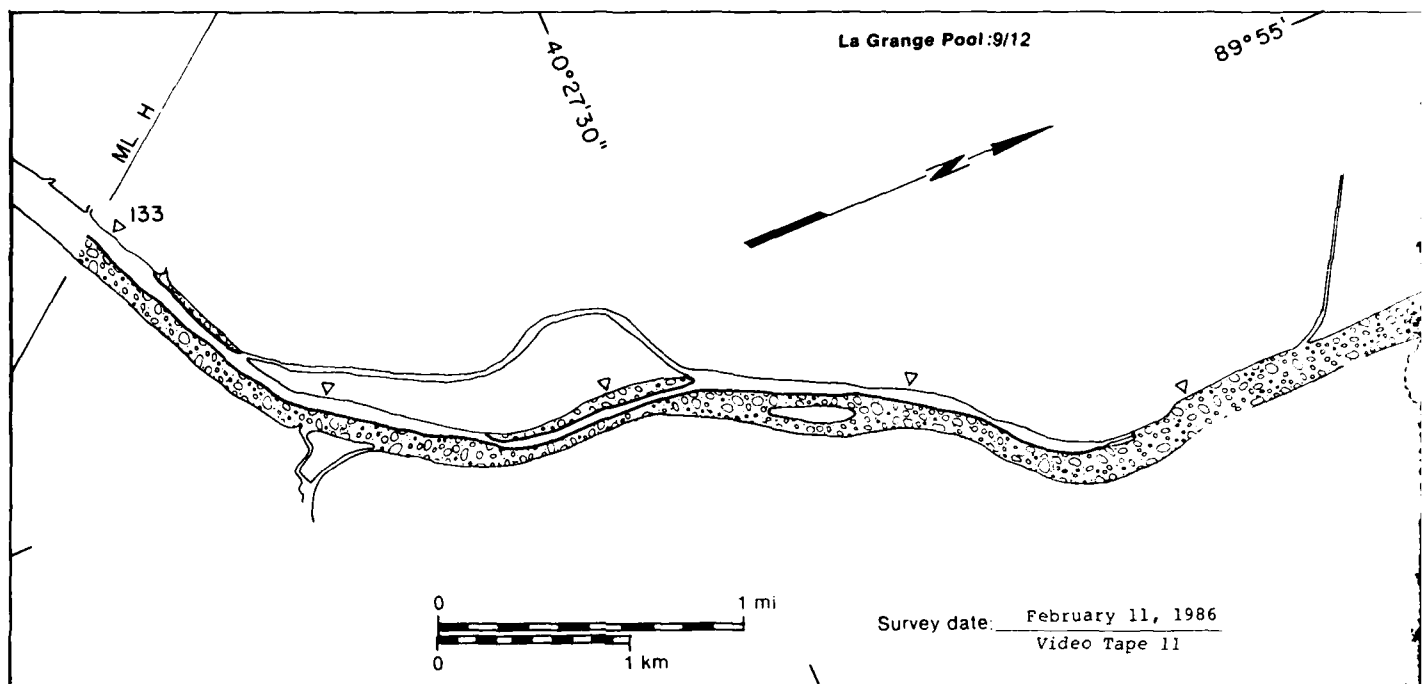 La Grange Pool:9/12
89°55'
40°27'30"
ML H
133
N
0 1 mi
0 1 km
Survey date: February 11, 1986
Video Tape 11